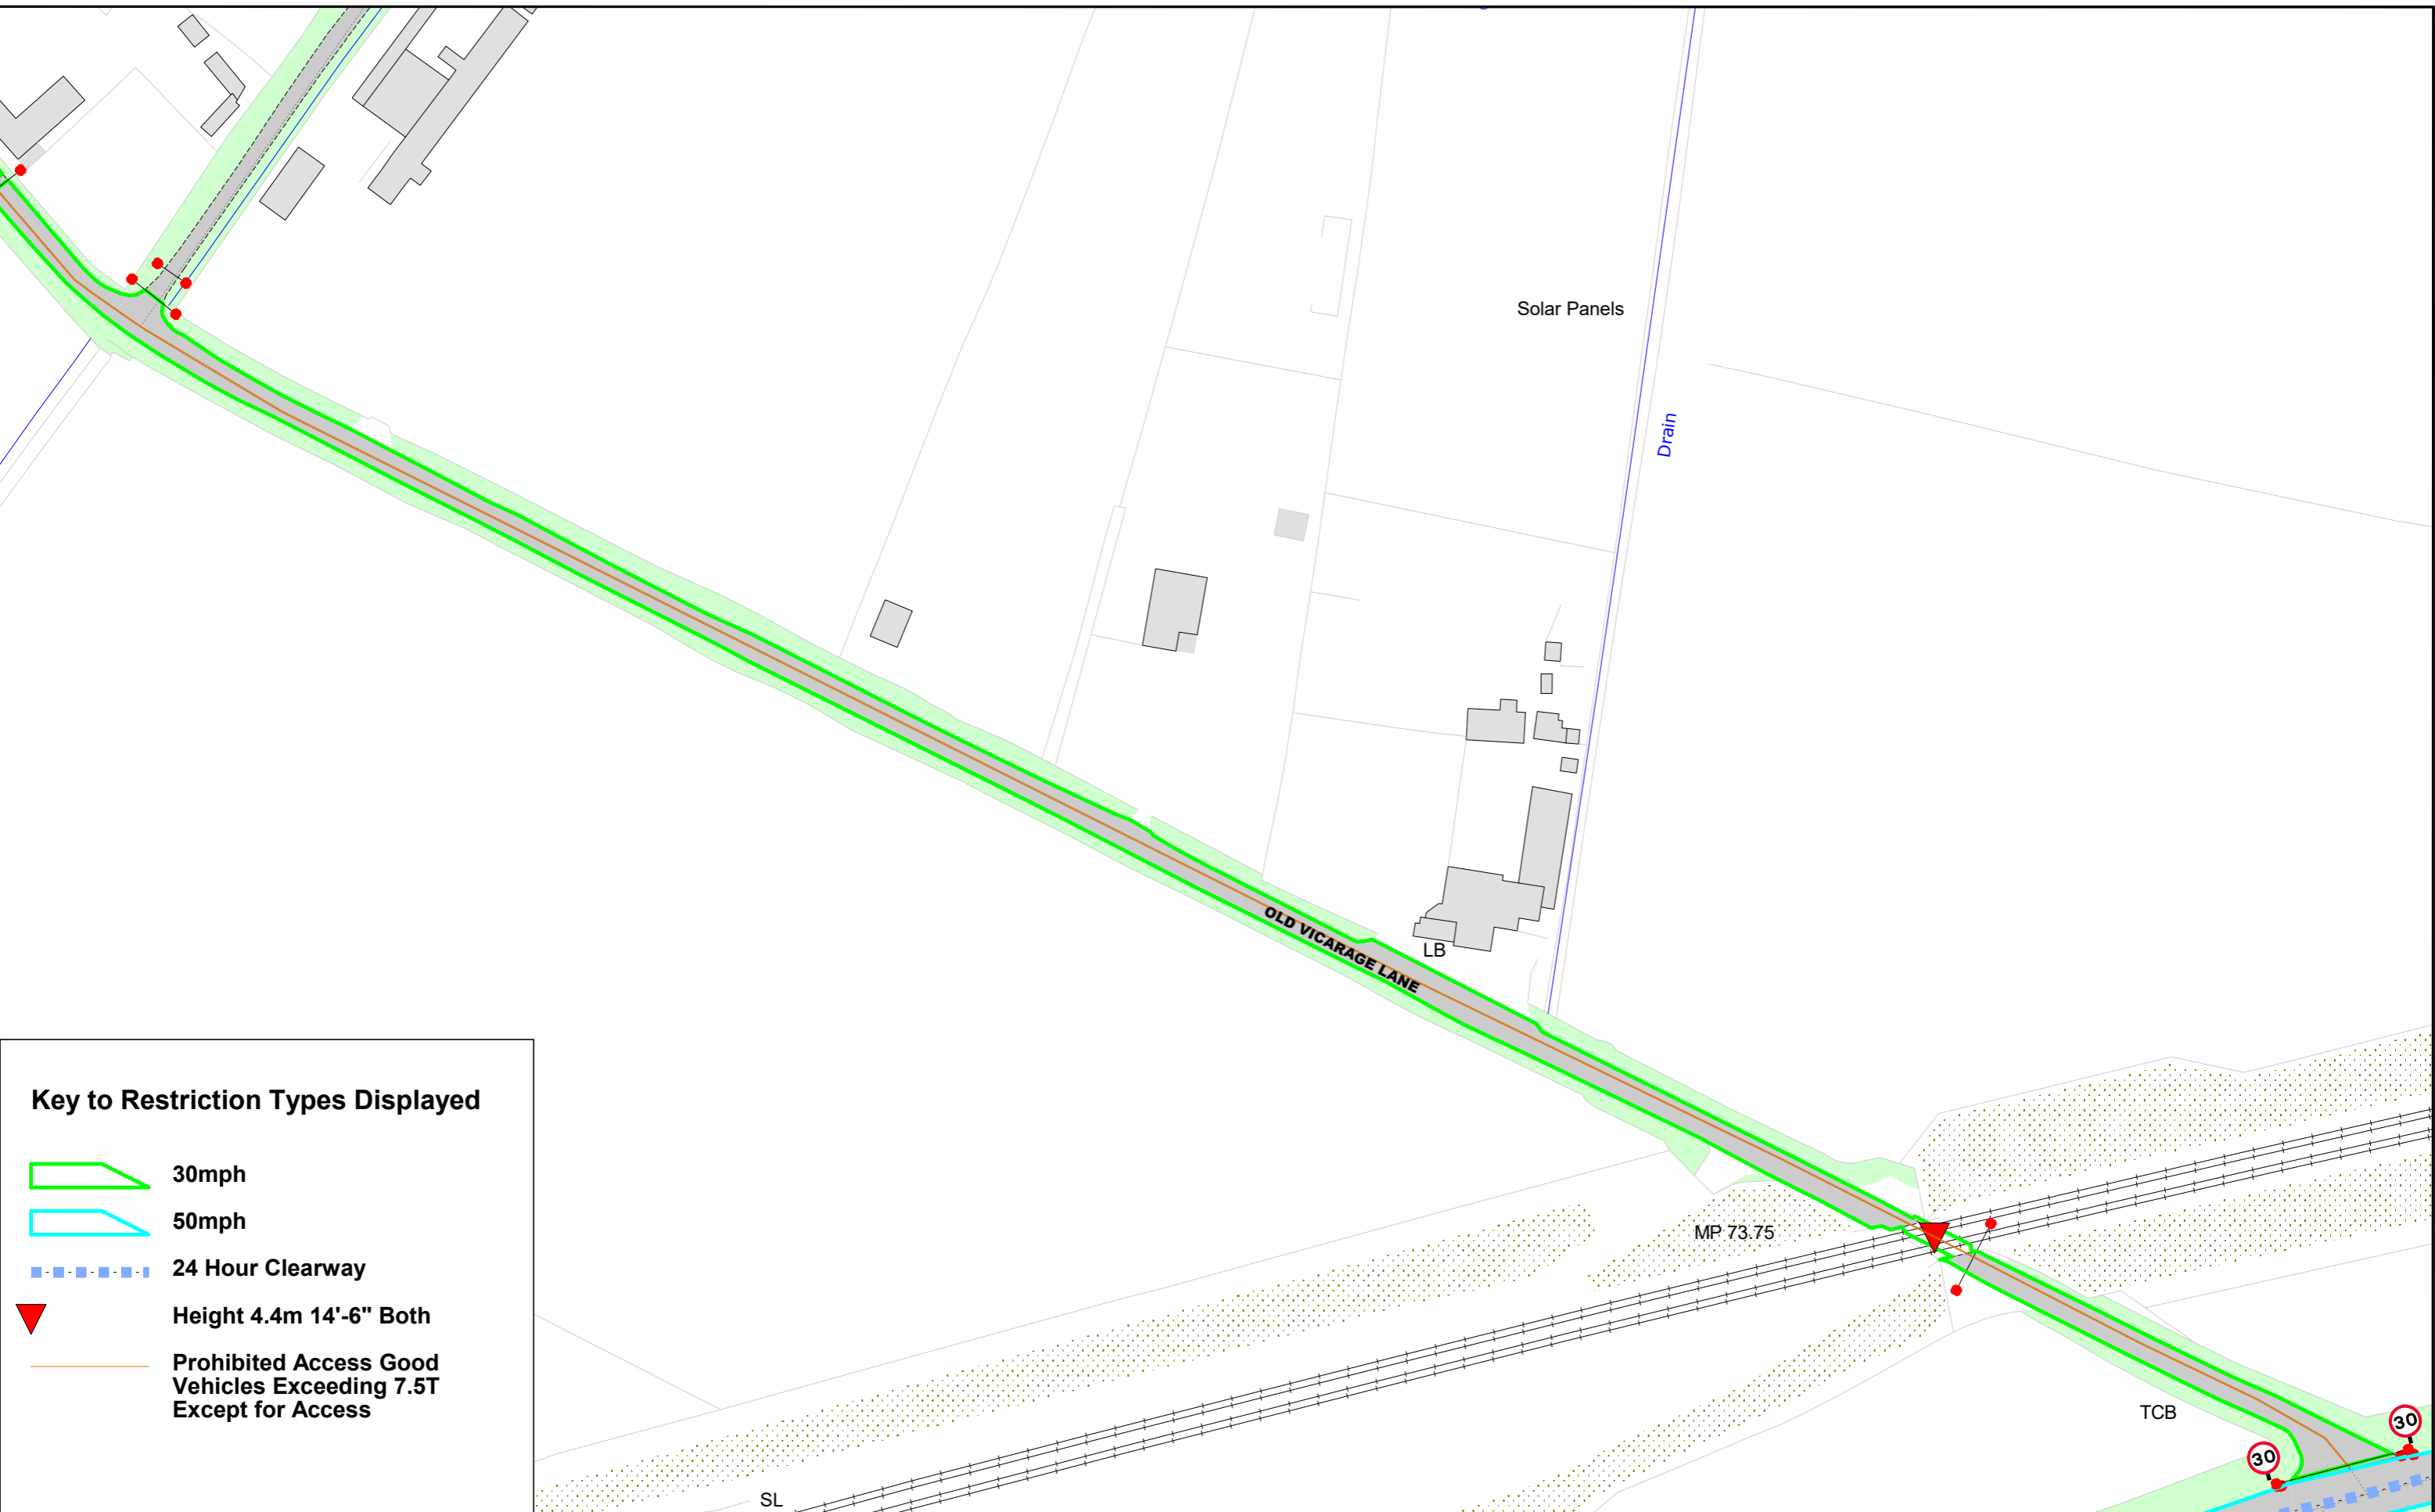 Solar Panels
Drain
OLD VICARAGE LANE
LB
MP 73.75
TCB
30
30
SL
Key to Restriction Types Displayed
30mph
50mph
24 Hour Clearway
Height 4.4m 14'-6" Both
Prohibited Access Good
Vehicles Exceeding 7.5T
Except for Access